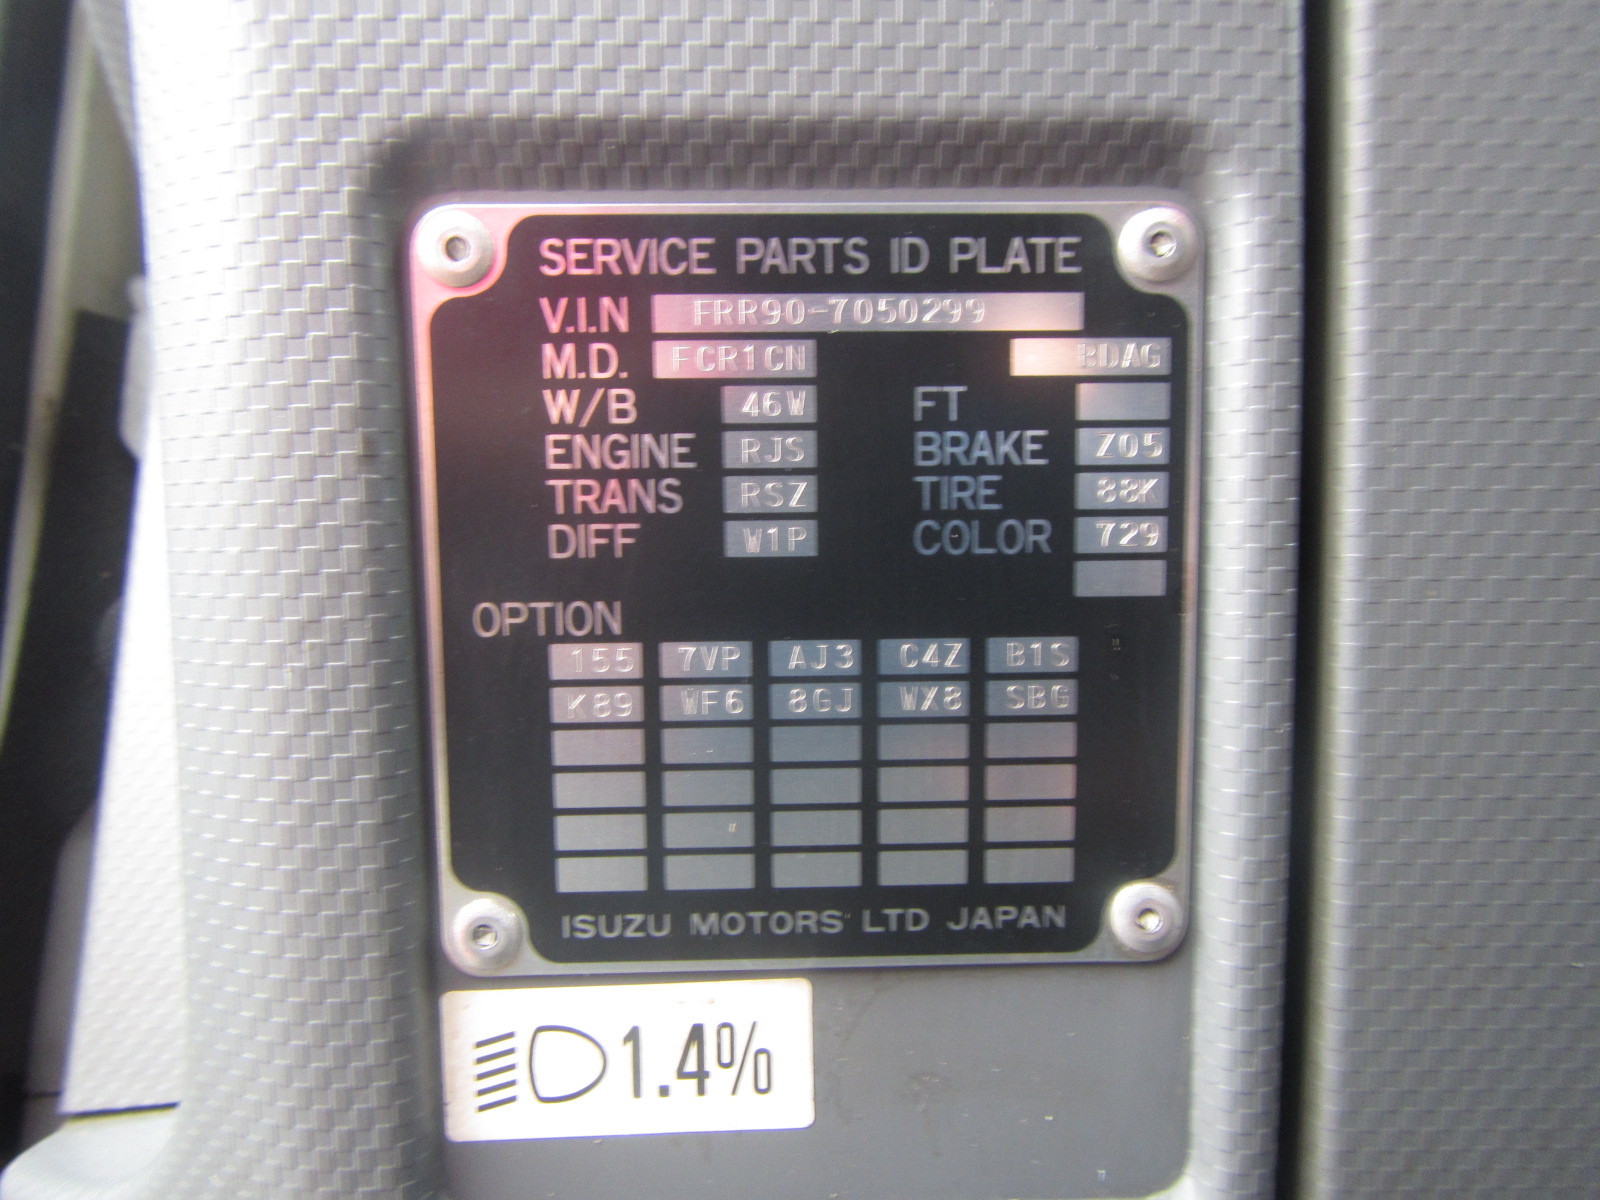 SERVICE PARTS ID PLATE
V.I.N FRR90-7050299
M.D. FCR1CN BDAG
W/B 46W FT
ENGINE RJS BRAKE Z05
TRANS RSZ TIRE 88K
DIFF W1P COLOR 729
OPTION
155 7VP AJ3 C4Z B1S
K89 WF6 8GJ WX8 SBG
ISUZU MOTORS LTD JAPAN
1.4%